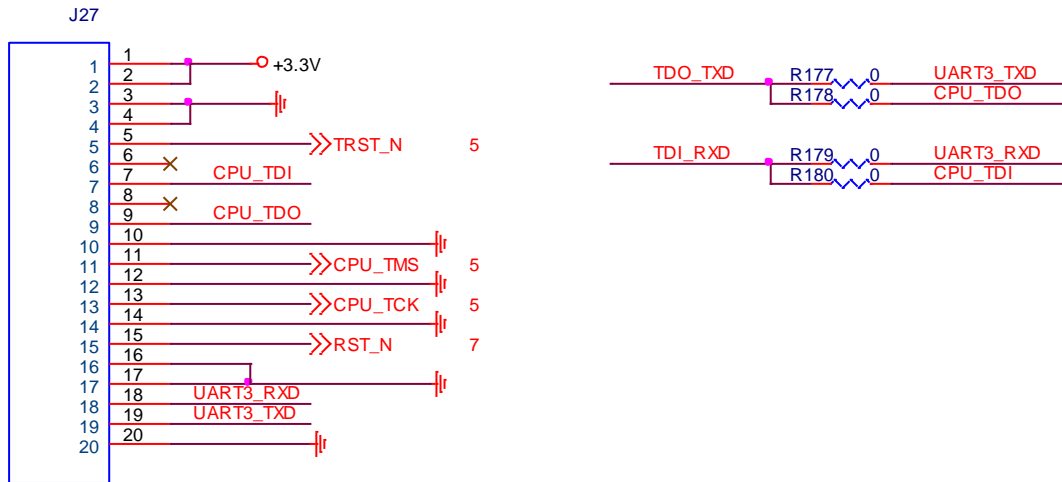 J27
1 1
2 2 +3.3V
3 3
4 4
5 5 TRST_N 5
6 6
7 7 CPU_TDI
8 8
9 9 CPU_TDO
10 10
11 11 CPU_TMS 5
12 12
13 13 CPU_TCK 5
14 14
15 15 RST_N 7
16 16
17 17
18 18 UART3_RXD
19 19 UART3_TXD
20 20
TDO_TXD R177 0 UART3_TXD
R178 0 CPU_TDO
TDI_RXD R179 0 UART3_RXD
R180 0 CPU_TDI